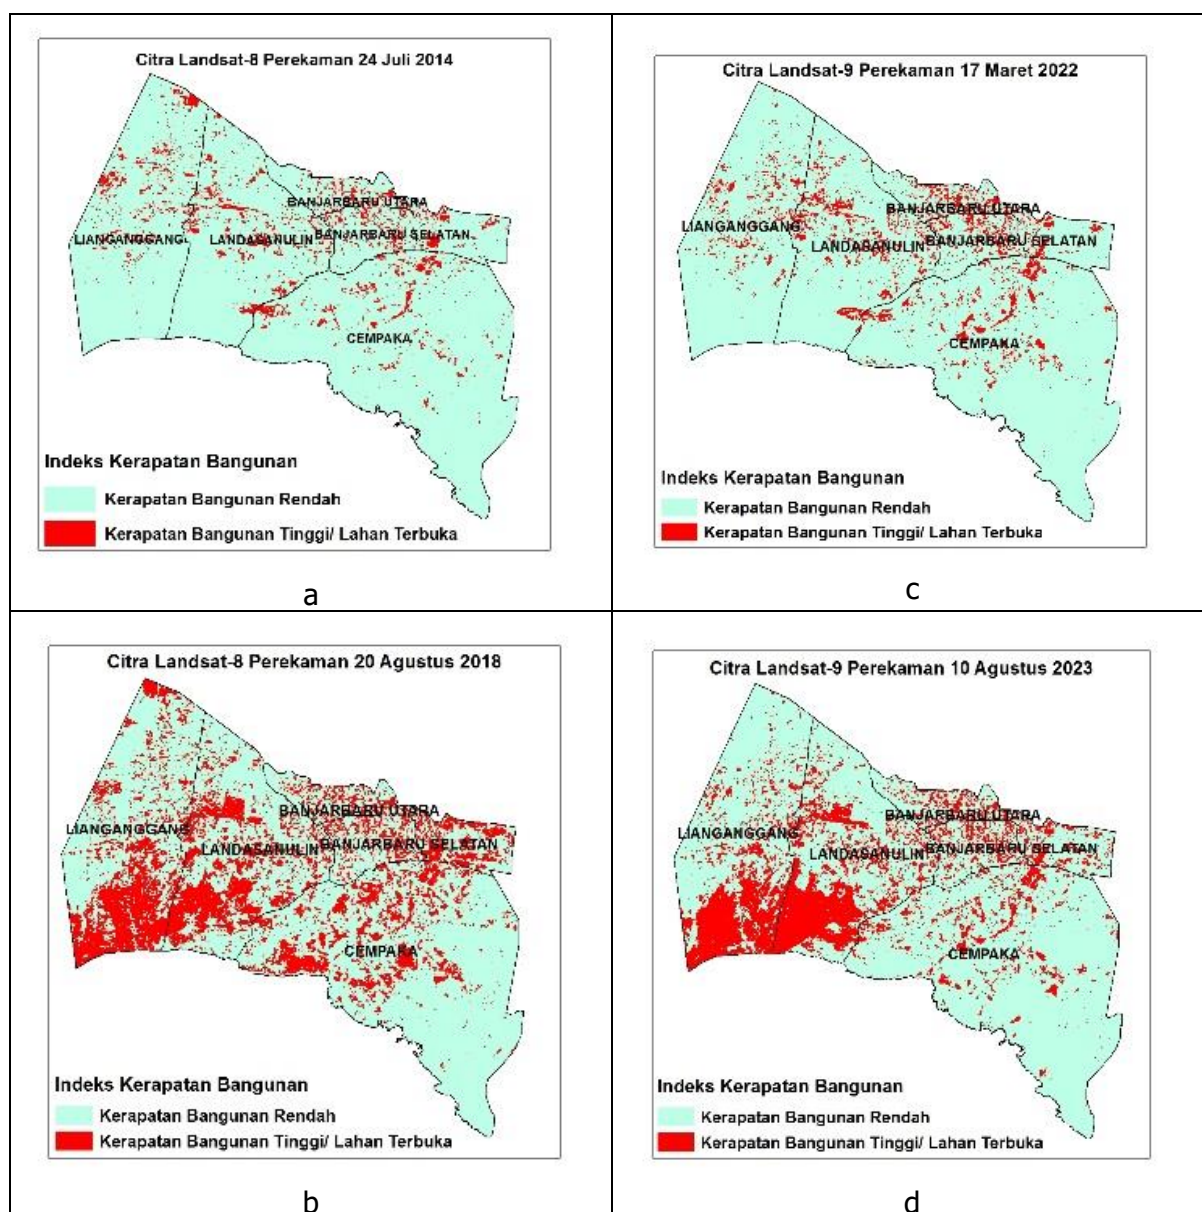 Citra Landsat-8 Perekaman 24 Juli 2014
BANJARBARU UTARA
LIANGANGGANG
LANDASANULIN
BANJARBARU SELATAN
CEMPAKA
Indeks Kerapatan Bangunan
Kerapatan Bangunan Rendah
Kerapatan Bangunan Tinggi/ Lahan Terbuka
a
Citra Landsat-9 Perekaman 17 Maret 2022
BANJARBARU UTARA
LIANGANGGANG
LANDASANULIN
BANJARBARU SELATAN
CEMPAKA
Indeks Kerapatan Bangunan
Kerapatan Bangunan Rendah
Kerapatan Bangunan Tinggi/ Lahan Terbuka
c
Citra Landsat-8 Perekaman 20 Agustus 2018
BANJARBARU UTARA
LIANGANGGANG
LANDASANULIN
BANJARBARU SELATAN
CEMPAKA
Indeks Kerapatan Bangunan
Kerapatan Bangunan Rendah
Kerapatan Bangunan Tinggi/ Lahan Terbuka
b
Citra Landsat-9 Perekaman 10 Agustus 2023
BANJARBARU UTARA
LIANGANGGANG
LANDASANULIN
BANJARBARU SELATAN
CEMPAKA
Indeks Kerapatan Bangunan
Kerapatan Bangunan Rendah
Kerapatan Bangunan Tinggi/ Lahan Terbuka
d